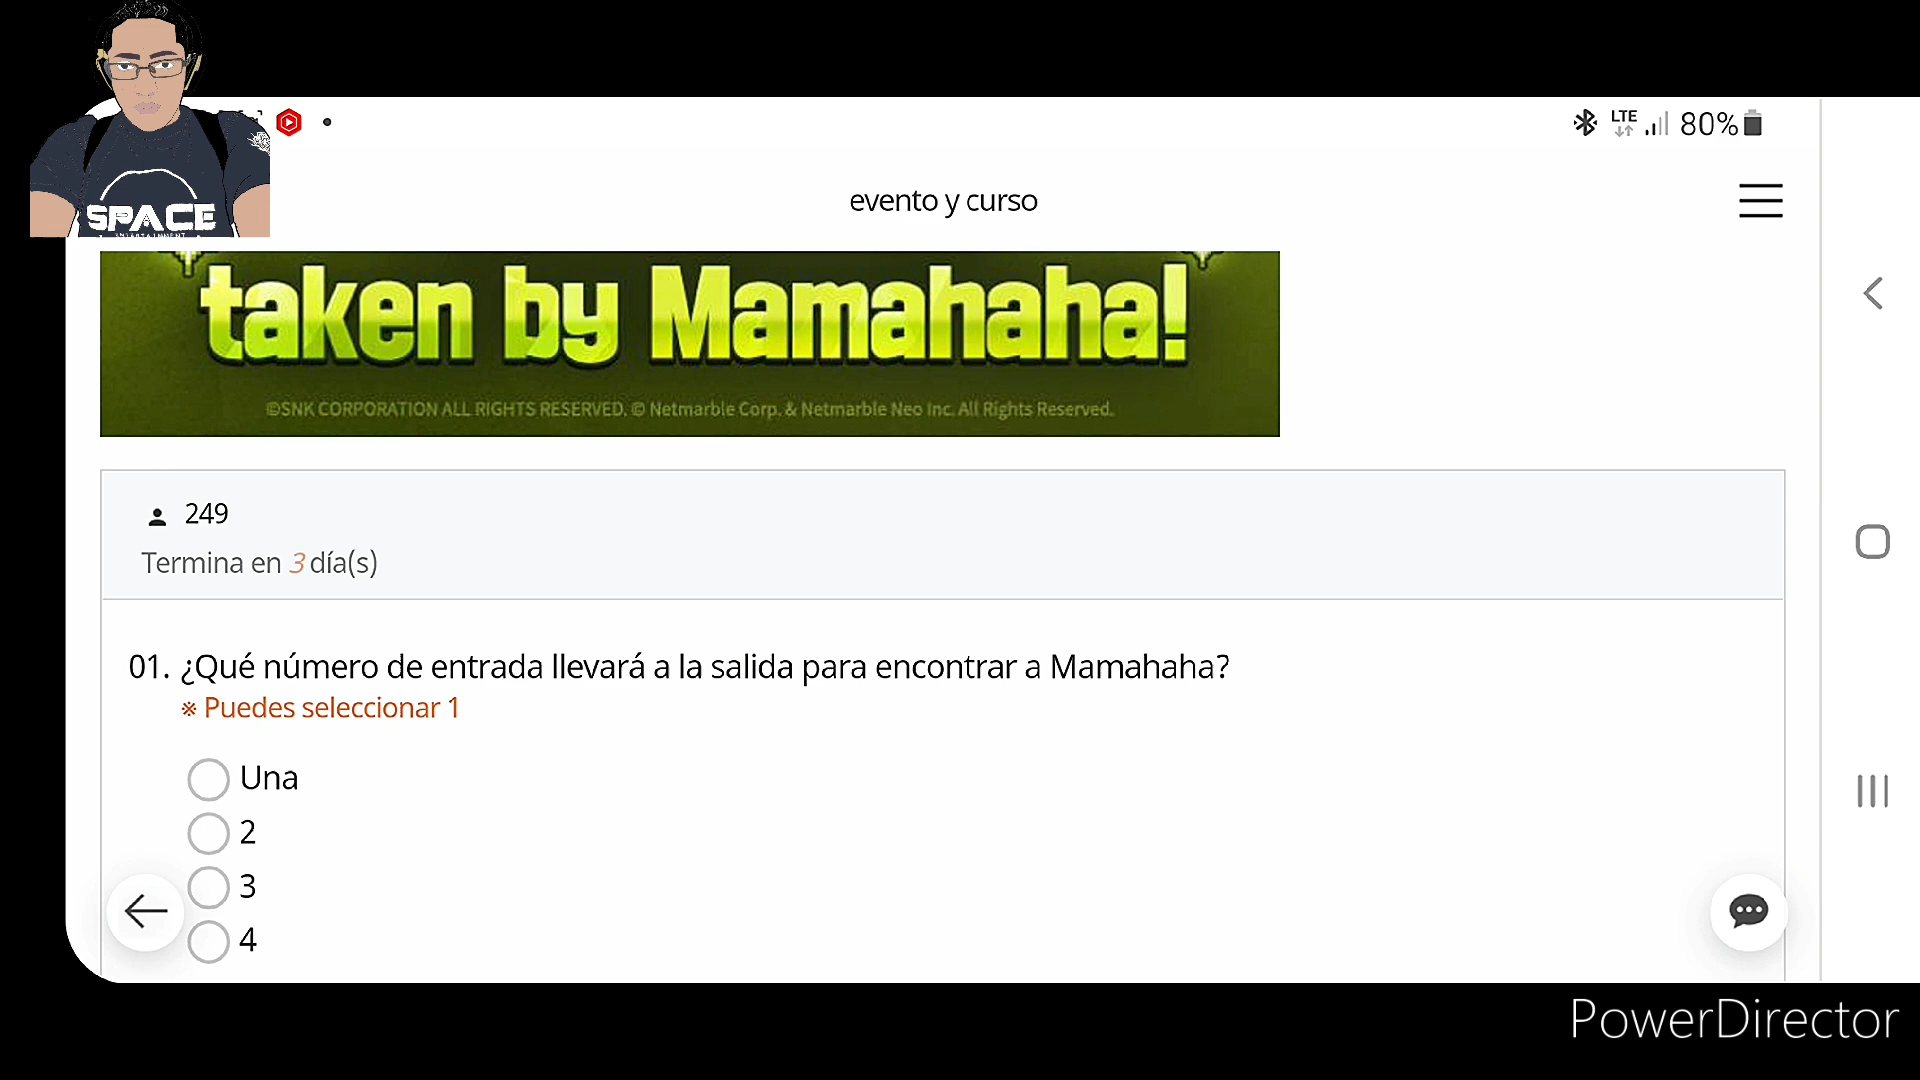 LTE 80%
SPACE
ENTERTAINMENT
evento y curso
taken by Mamahaha!
©SNK CORPORATION ALL RIGHTS RESERVED. © Netmarble Corp. & Netmarble Neo Inc. All Rights Reserved.
249
Termina en 3 día(s)
01. ¿Qué número de entrada llevará a la salida para encontrar a Mamahaha?
※ Puedes seleccionar 1
Una
2
3
4
PowerDirector